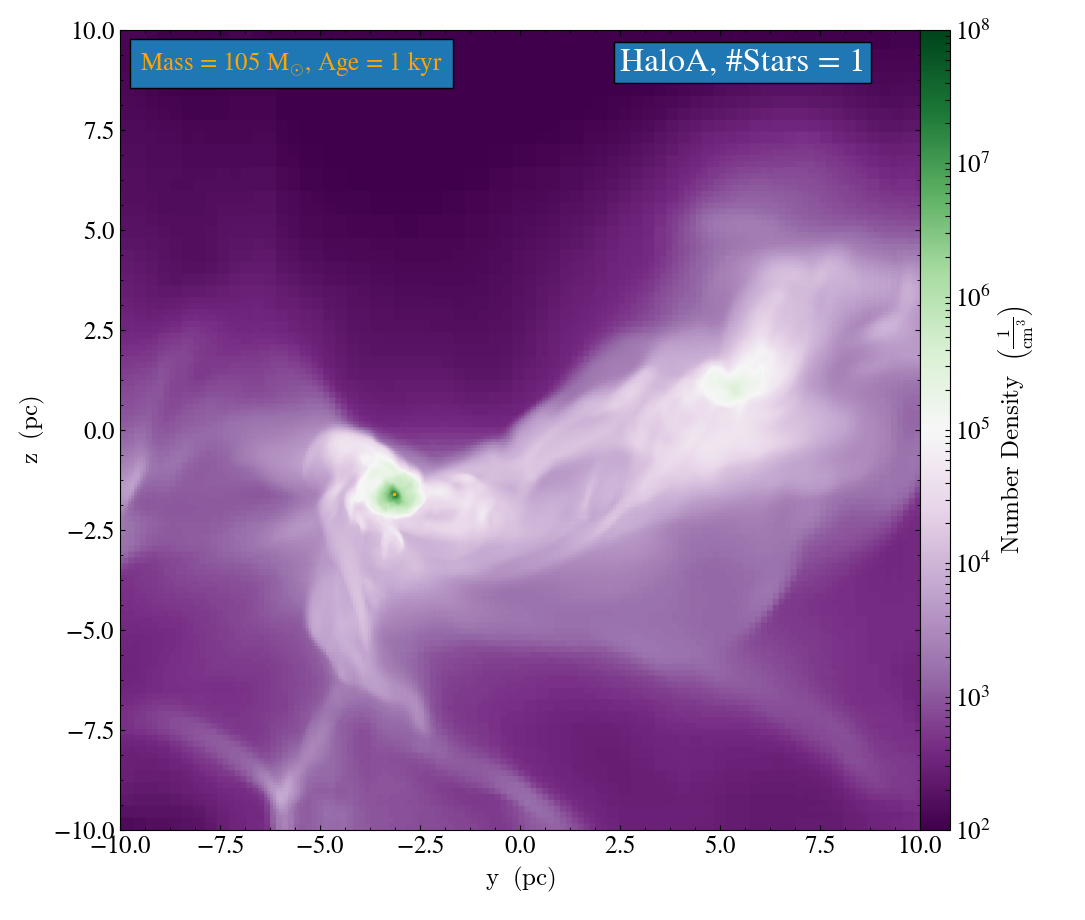 Mass = 105 M☉, Age = 1 kyr
HaloA, #Stars = 1
10.0
7.5
5.0
2.5
0.0
−2.5
−5.0
−7.5
−10.0
z (pc)
−10.0 −7.5 −5.0 −2.5 0.0 2.5 5.0 7.5 10.0
y (pc)
10⁸
10⁷
10⁶
10⁵
10⁴
10³
10²
Number Density (1/cm³)